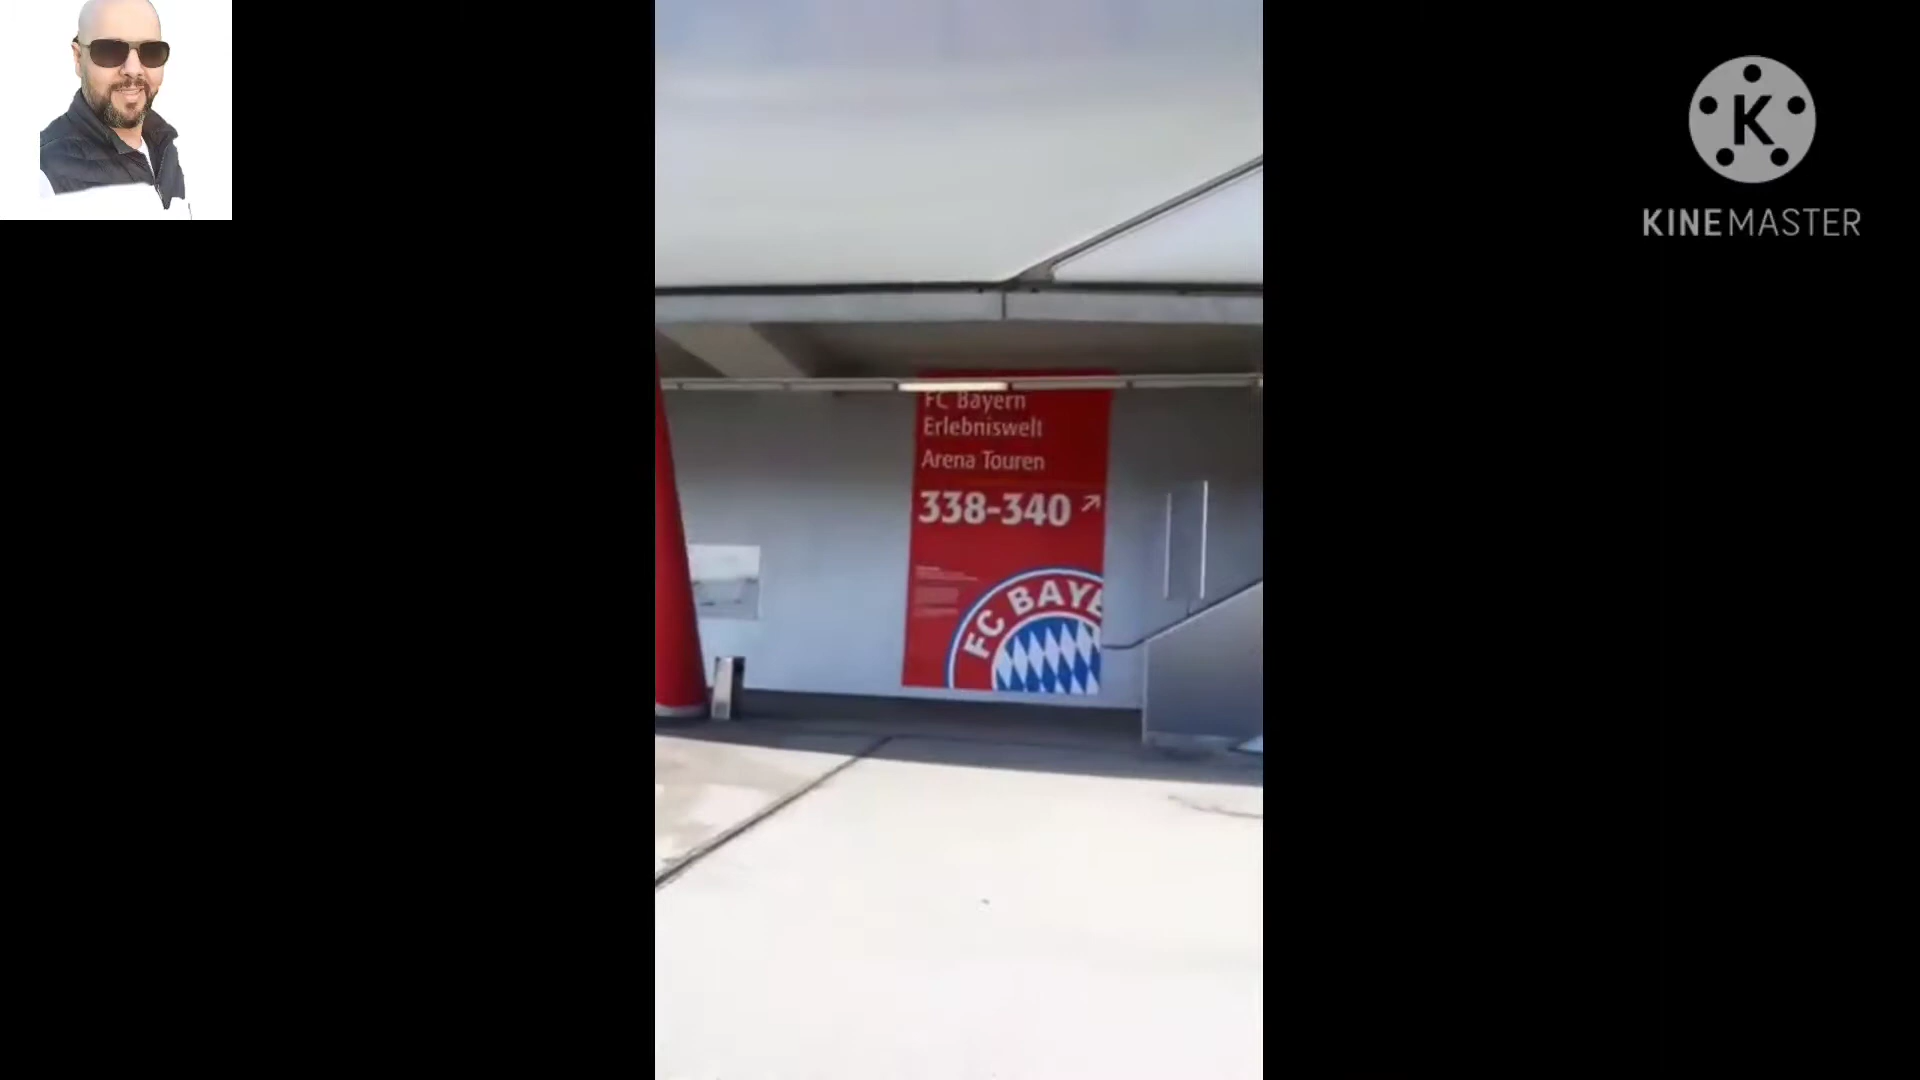 FC Bayern
Erlebniswelt
Arena Touren
338-340
FC BAYE
K
KINEMASTER